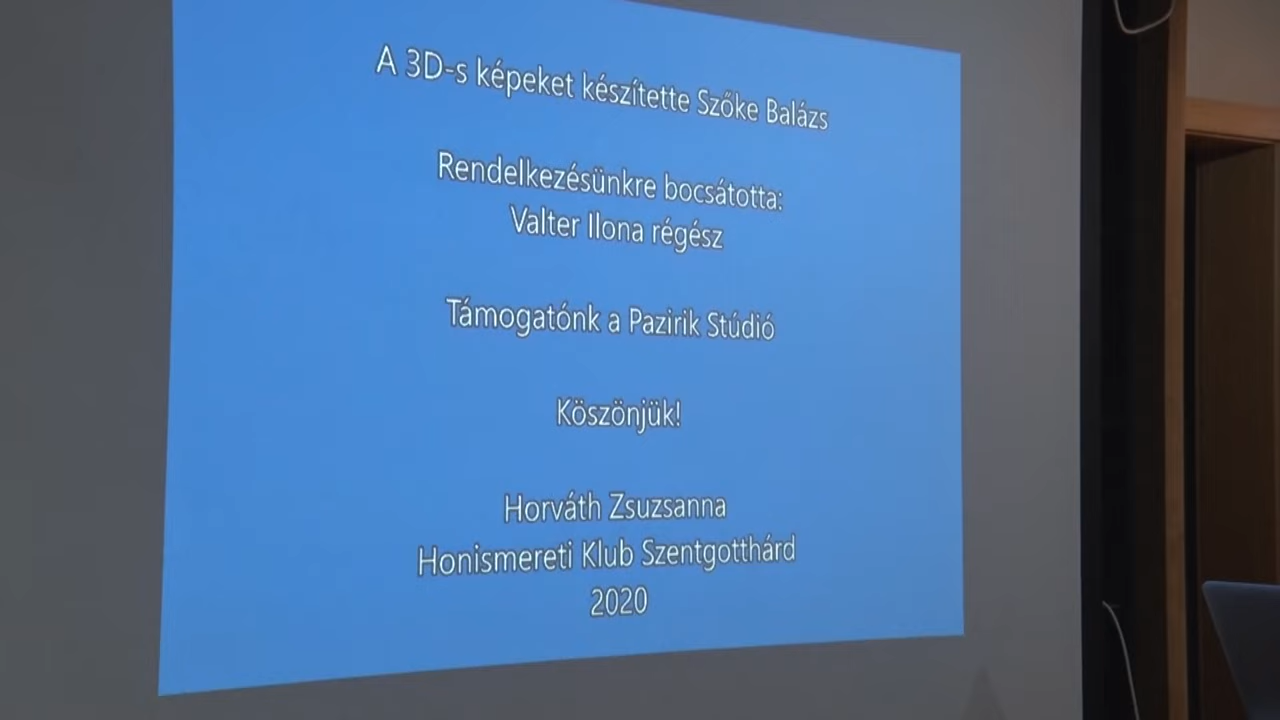 A 3D-s képeket készítette Szőke Balázs
Rendelkezésünkre bocsátotta:
Valter Ilona régész
Támogatónk a Pazirik Stúdió
Köszönjük!
Horváth Zsuzsanna
Honismereti Klub Szentgotthárd
2020